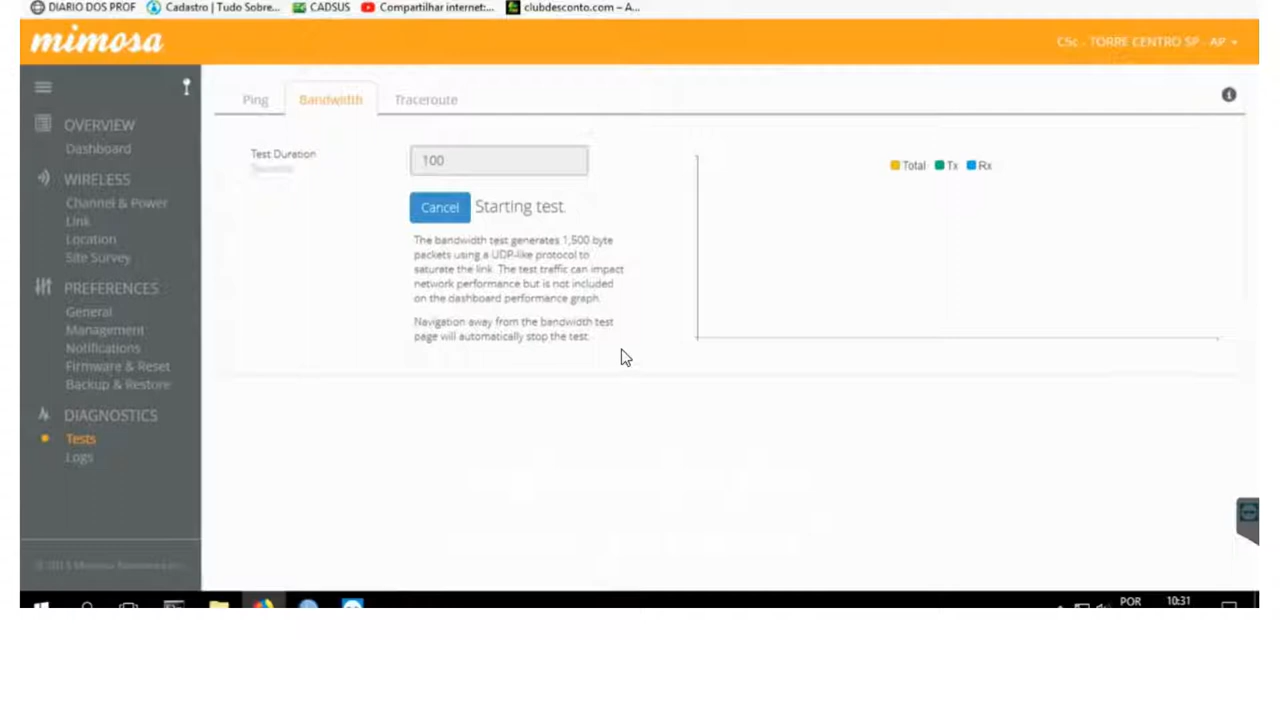 DIARIO DOS PROF Cadastro | Tudo Sobre... CADSUS Compartilhar internet:... clubdesconto.com – A...
mimosa
C5c - TORRE CENTRO SP - AP
Ping Bandwidth Traceroute
OVERVIEW
Dashboard
WIRELESS
Channel & Power
Link
Location
Site Survey
PREFERENCES
General
Management
Notifications
Firmware & Reset
Backup & Restore
DIAGNOSTICS
Tests
Logs
Test Duration
100
Cancel Starting test.
The bandwidth test generates 1,500 byte
packets using a UDP-like protocol to
saturate the link. The test traffic can impact
network performance but is not included
on the dashboard performance graph.
Navigation away from the bandwidth test
page will automatically stop the test.
Total Tx Rx
POR 10:31